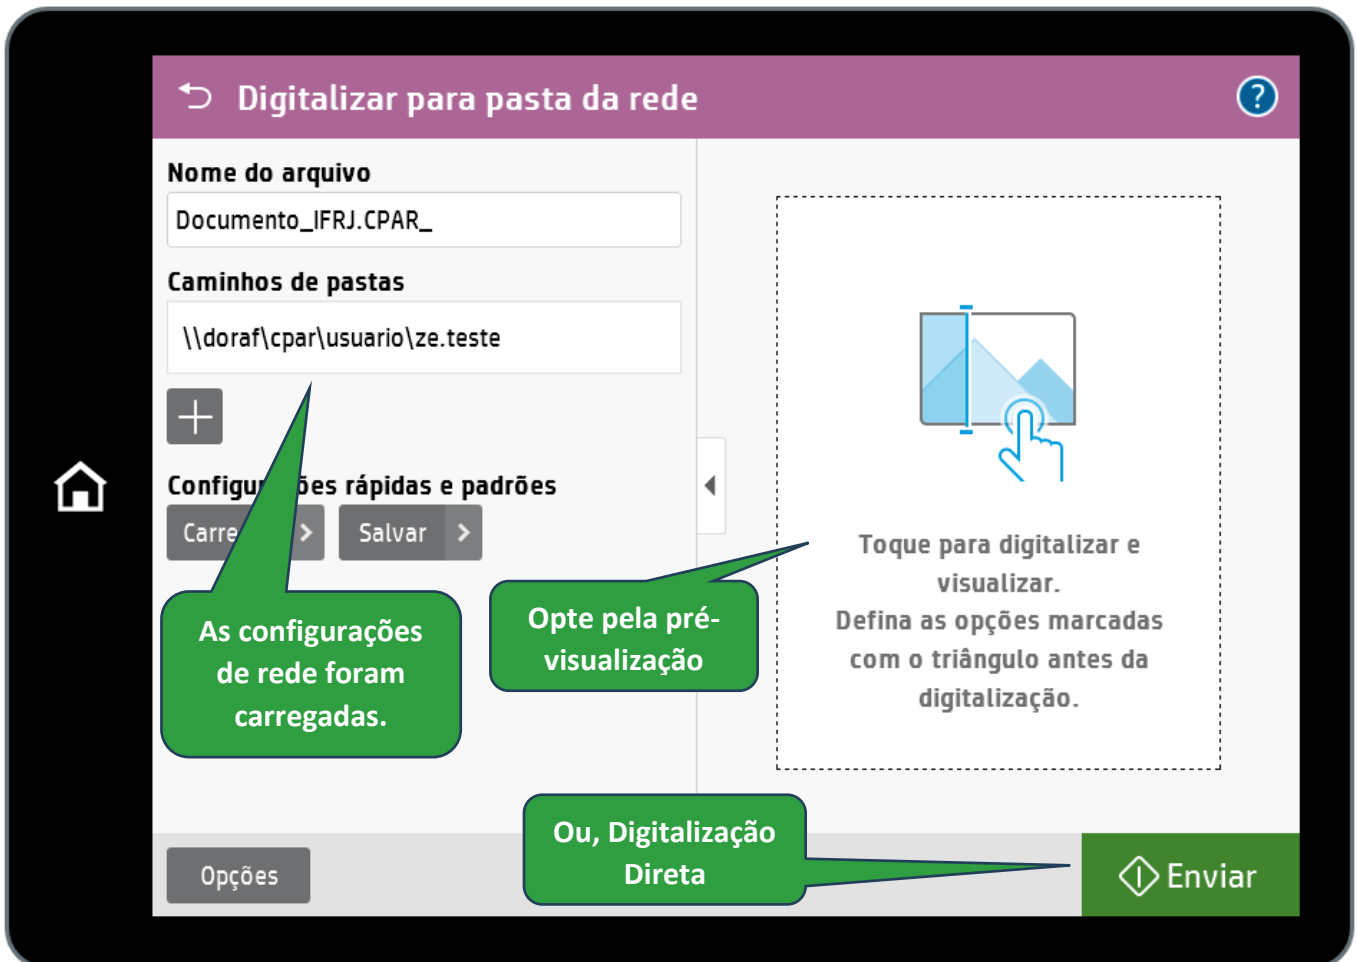 Digitalizar para pasta da rede
?
Nome do arquivo
Documento_IFRJ.CPAR_
Caminhos de pastas
\\doraf\cpar\usuario\ze.teste
Salvar
As configurações
de rede foram
carregadas.
Opte pela pré-
visualização
Toque para digitalizar e
visualizar.
Defina as opções marcadas
com o triângulo antes da
digitalização.
Ou, Digitalização
Direta
Opções
Enviar
rápidas e padrões